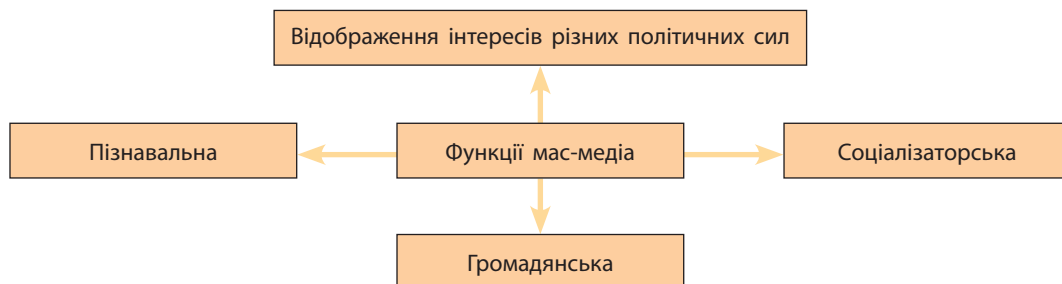 Відображення інтересів різних політичних сил
Пізнавальна
Функції мас-медіа
Соціалізаторська
Громадянська